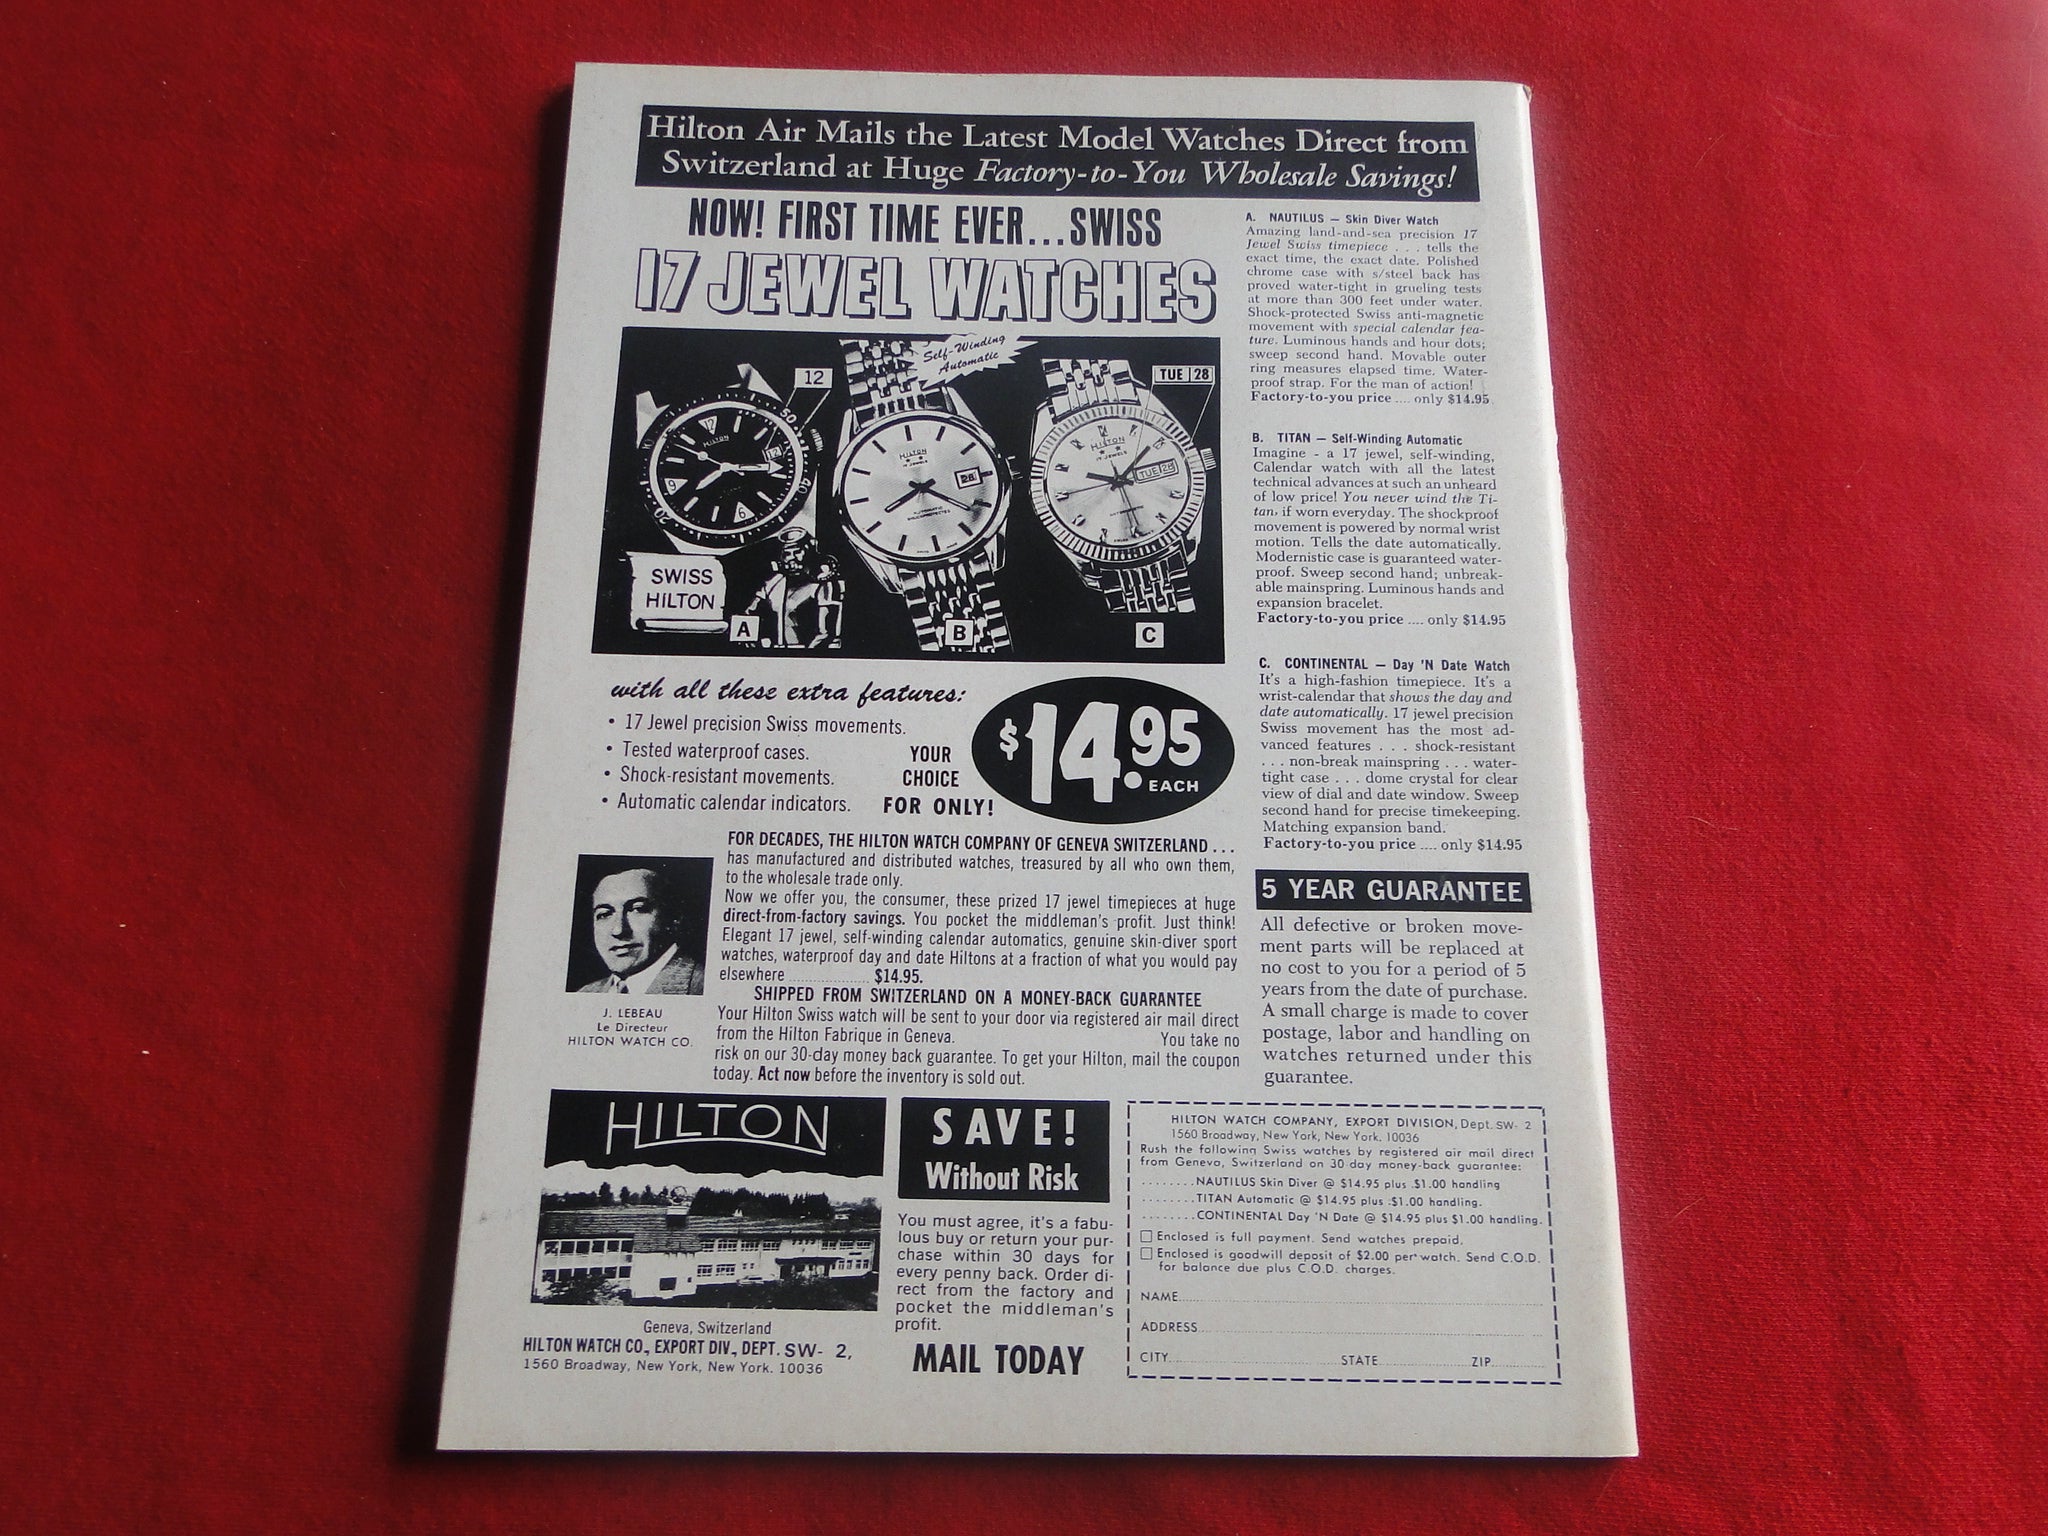 Hilton Air Mails the Latest Model Watches Direct from
Switzerland at Huge Factory-to-You Wholesale Savings!
NOW! FIRST TIME EVER...SWISS
17 JEWEL WATCHES
Self-Winding
Automatic
12
TUE 28
HILTON
HILTON
17 JEWELS
28
AUTOMATIC
HILTON
17 JEWELS
TUE 28
12
9
6
12
50
40
20
SWISS
HILTON
A
B
C
with all these extra features:
• 17 Jewel precision Swiss movements.
• Tested waterproof cases.
• Shock-resistant movements.
• Automatic calendar indicators.
YOUR
CHOICE
FOR ONLY!
$14.95
EACH
FOR DECADES, THE HILTON WATCH COMPANY OF GENEVA SWITZERLAND . . .
has manufactured and distributed watches, treasured by all who own them,
to the wholesale trade only.
Now we offer you, the consumer, these prized 17 jewel timepieces at huge
direct-from-factory savings. You pocket the middleman's profit. Just think!
Elegant 17 jewel, self-winding calendar automatics, genuine skin-diver sport
watches, waterproof day and date Hiltons at a fraction of what you would pay
elsewhere .................... $14.95.
SHIPPED FROM SWITZERLAND ON A MONEY-BACK GUARANTEE
Your Hilton Swiss watch will be sent to your door via registered air mail direct
from the Hilton Fabrique in Geneva. You take no
risk on our 30-day money back guarantee. To get your Hilton, mail the coupon
today. Act now before the inventory is sold out.
J. LEBEAU
Le Directeur
HILTON WATCH CO.
A. NAUTILUS — Skin Diver Watch
Amazing land-and-sea precision 17
Jewel Swiss timepiece . . . tells the
exact time, the exact date. Polished
chrome case with s/steel back has
proved water-tight in grueling tests
at more than 300 feet under water.
Shock-protected Swiss anti-magnetic
movement with special calendar fea-
ture. Luminous hands and hour dots;
sweep second hand. Movable outer
ring measures elapsed time. Water-
proof strap. For the man of action!
Factory-to-you price .... only $14.95
B. TITAN — Self-Winding Automatic
Imagine - a 17 jewel, self-winding,
Calendar watch with all the latest
technical advances at such an unheard
of low price! You never wind the Ti-
tan, if worn everyday. The shockproof
movement is powered by normal wrist
motion. Tells the date automatically.
Modernistic case is guaranteed water-
proof. Sweep second hand; unbreak-
able mainspring. Luminous hands and
expansion bracelet.
Factory-to-you price .... only $14.95
C. CONTINENTAL — Day 'N Date Watch
It's a high-fashion timepiece. It's a
wrist-calendar that shows the day and
date automatically. 17 jewel precision
Swiss movement has the most ad-
vanced features . . . shock-resistant
. . . non-break mainspring . . . water-
tight case . . . dome crystal for clear
view of dial and date window. Sweep
second hand for precise timekeeping.
Matching expansion band.
Factory-to-you price .... only $14.95
5 YEAR GUARANTEE
All defective or broken move-
ment parts will be replaced at
no cost to you for a period of 5
years from the date of purchase.
A small charge is made to cover
postage, labor and handling on
watches returned under this
guarantee.
HILTON
Geneva, Switzerland
HILTON WATCH CO., EXPORT DIV., DEPT. SW- 2,
1560 Broadway, New York, New York. 10036
SAVE!
Without Risk
You must agree, it's a fabu-
lous buy or return your pur-
chase within 30 days for
every penny back. Order di-
rect from the factory and
pocket the middleman's
profit.
MAIL TODAY
HILTON WATCH COMPANY, EXPORT DIVISION, Dept. SW- 2
1560 Broadway, New York, New York. 10036
Rush the following Swiss watches by registered air mail direct
from Geneva, Switzerland on 30 day money-back guarantee:
........NAUTILUS Skin Diver @ $14.95 plus $1.00 handling
........TITAN Automatic @ $14.95 plus $1.00 handling.
........CONTINENTAL Day 'N Date @ $14.95 plus $1.00 handling.
Enclosed is full payment. Send watches prepaid.
Enclosed is goodwill deposit of $2.00 per watch. Send C.O.D.
for balance due plus C.O.D. charges.
NAME
ADDRESS
CITY STATE ZIP